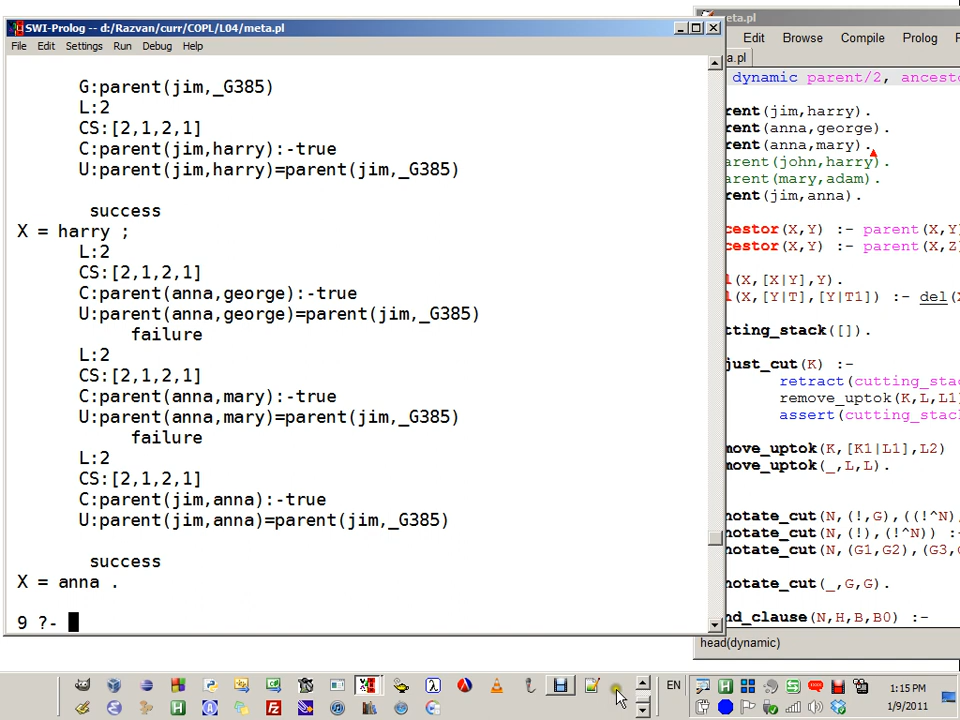 SWI-Prolog -- d:/Razvan/curr/COPL/L04/meta.pl
File Edit Settings Run Debug Help
G:parent(jim,_G385)
L:2
CS:[2,1,2,1]
C:parent(jim,harry):-true
U:parent(jim,harry)=parent(jim,_G385)
success
X = harry ;
L:2
CS:[2,1,2,1]
C:parent(anna,george):-true
U:parent(anna,george)=parent(jim,_G385)
failure
L:2
CS:[2,1,2,1]
C:parent(anna,mary):-true
U:parent(anna,mary)=parent(jim,_G385)
failure
L:2
CS:[2,1,2,1]
C:parent(jim,anna):-true
U:parent(jim,anna)=parent(jim,_G385)
success
X = anna .
9 ?-
eta.pl
Edit Browse Compile Prolog
a.pl
dynamic parent/2, ancesto
rent(jim,harry).
rent(anna,george).
rent(anna,mary).
arent(john,harry).
arent(mary,adam).
rent(jim,anna).
cestor(X,Y) :- parent(X,Y
cestor(X,Y) :- parent(X,Z
l(X,[X|Y],Y).
l(X,[Y|T],[Y|T1]) :- del(X
tting_stack([]).
just_cut(K) :-
retract(cutting_sta
remove_uptok(K,L,L1
assert(cutting_stack
move_uptok(K,[K1|L1],L2)
move_uptok(_,L,L).
notate_cut(N,(!,G),((!^N)
notate_cut(N,(!),(!^N)) :-
notate_cut(N,(G1,G2),(G3,G
notate_cut(_,G,G).
nd_clause(N,H,B,B0) :-
head(dynamic)
EN
1:15 PM
1/9/2011